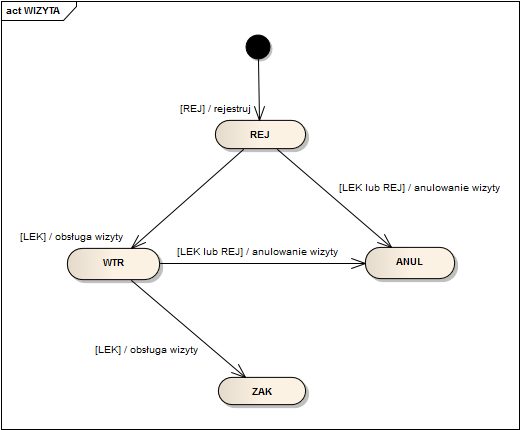 act WIZYTA
[REJ] / rejestruj
REJ
[LEK lub REJ] / anulowanie wizyty
[LEK] / obsługa wizyty
[LEK lub REJ] / anulowanie wizyty
WTR
ANUL
[LEK] / obsługa wizyty
ZAK